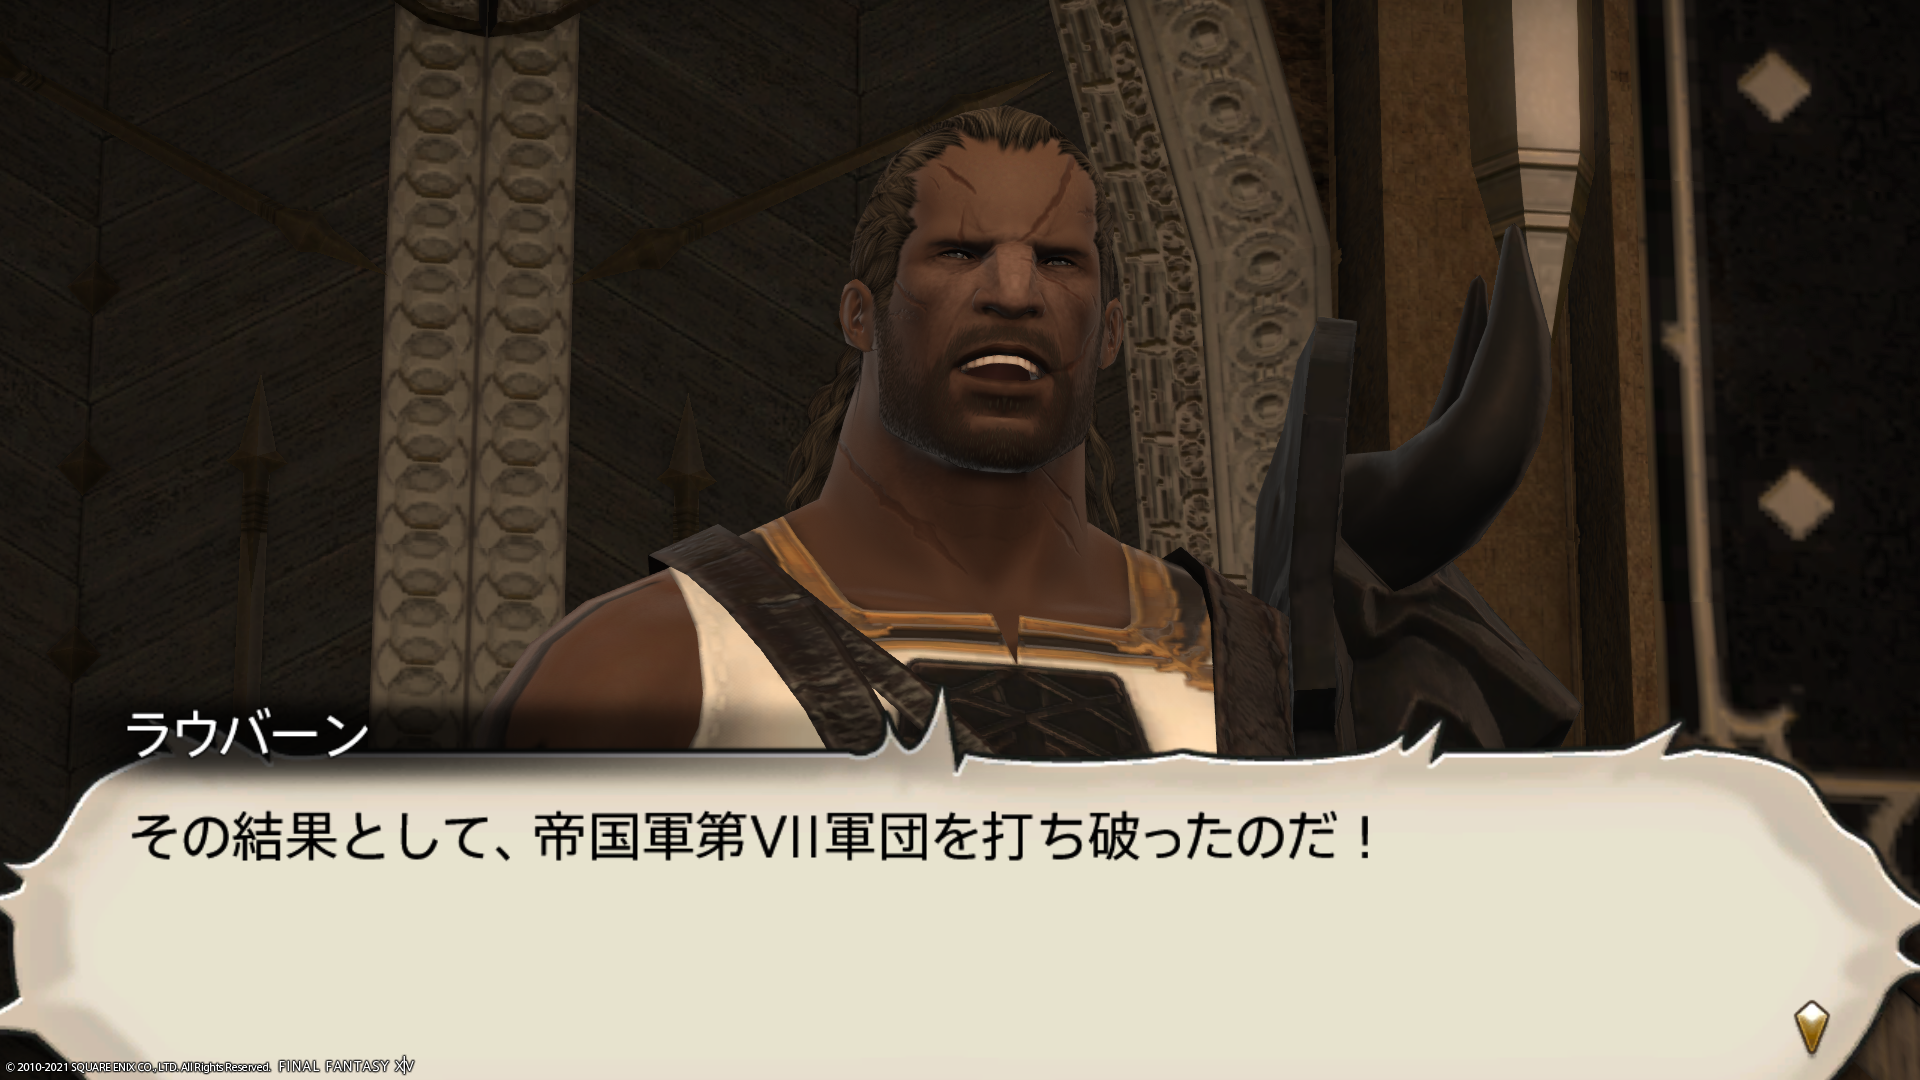 ラウバーン
その結果として、帝国軍第VII軍団を打ち破ったのだ！
© 2010-2021 SQUARE ENIX CO., LTD. All Rights Reserved. FINAL FANTASY XIV